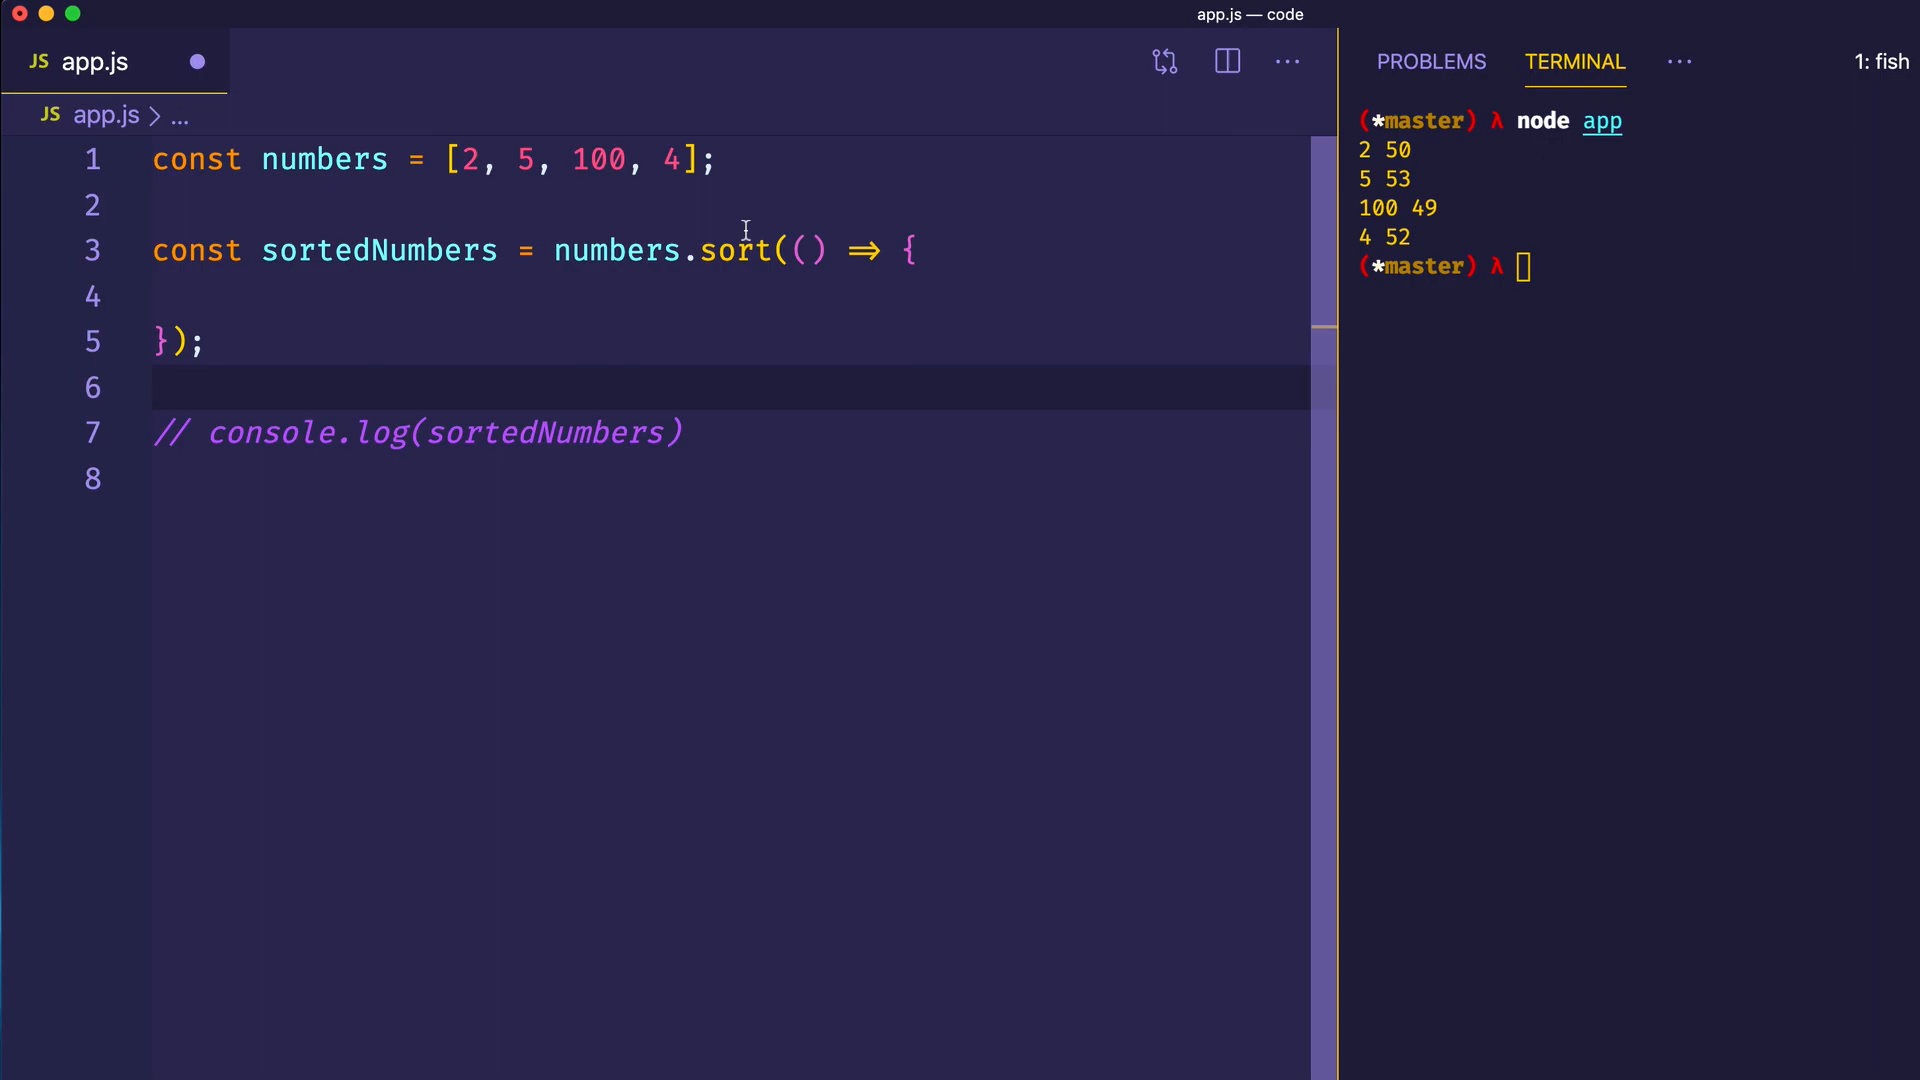 app.js — code
JS app.js
JS app.js > ...
1 const numbers = [2, 5, 100, 4];
2
3 const sortedNumbers = numbers.sort(() => {
4
5 });
6
7 // console.log(sortedNumbers)
8
PROBLEMS TERMINAL ... 1: fish
(*master) λ node app
2 50
5 53
100 49
4 52
(*master) λ